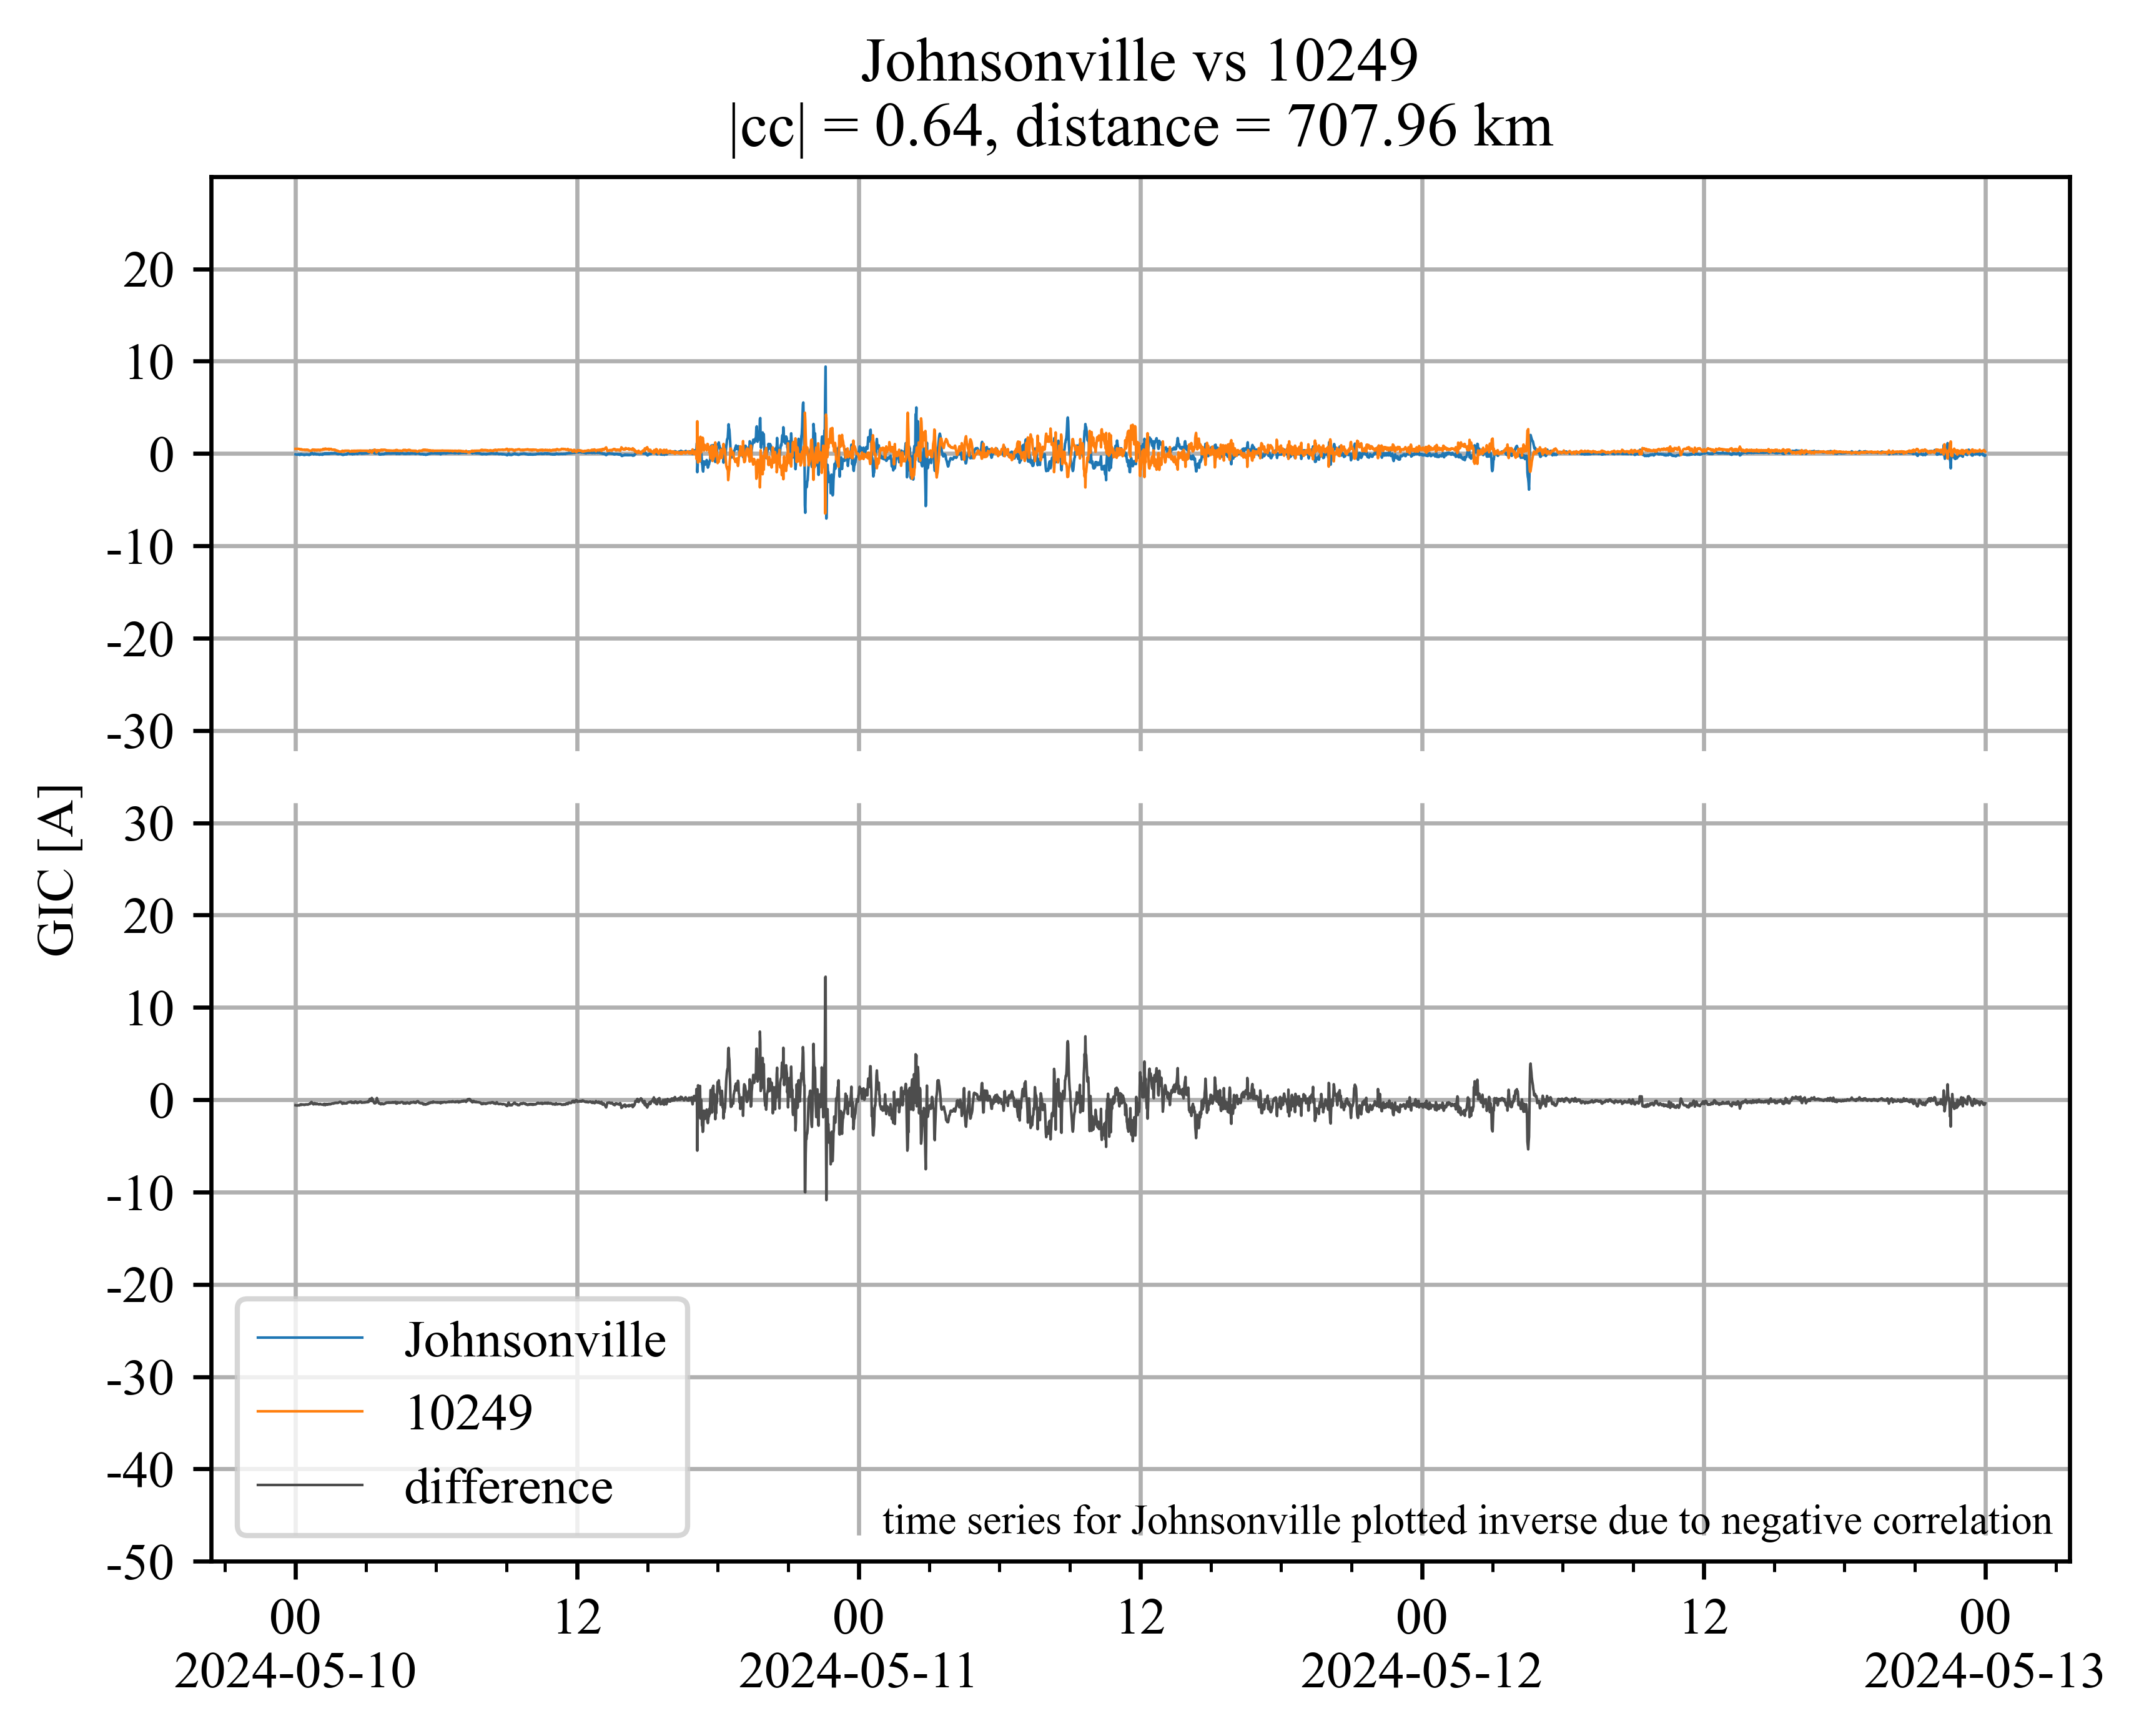 Johnsonville vs 10249
|cc| = 0.64, distance = 707.96 km
20
10
0
-10
-20
-30
30
20
10
0
-10
-20
-30
-40
-50
GIC [A]
Johnsonville
10249
difference
time series for Johnsonville plotted inverse due to negative correlation
00 12 00 12 00 12 00
2024-05-10 2024-05-11 2024-05-12 2024-05-13